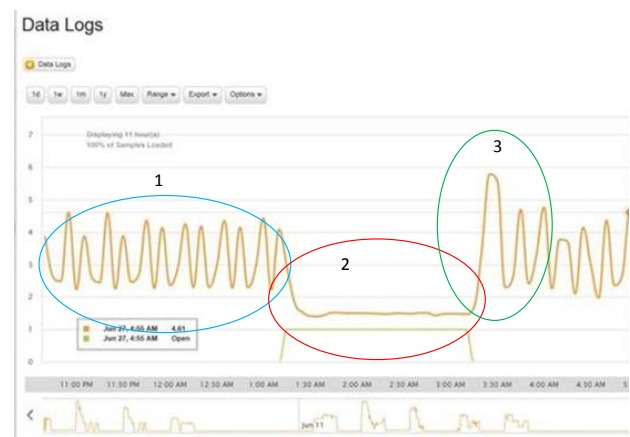 Data Logs
Data Logs
1d 1w 1m 1y Max Range Export Options
Displaying 11 hour(s)
100% of Samples Loaded
7
6
5
4
3
2
1
0
1
2
3
Jun 27, 4:55 AM 4.61
Jun 27, 4:55 AM Open
11:00 PM 11:30 PM 12:00 AM 12:30 AM 1:00 AM 1:30 AM 2:00 AM 2:30 AM 3:00 AM 3:30 AM 4:00 AM 4:30 AM
Jun 11